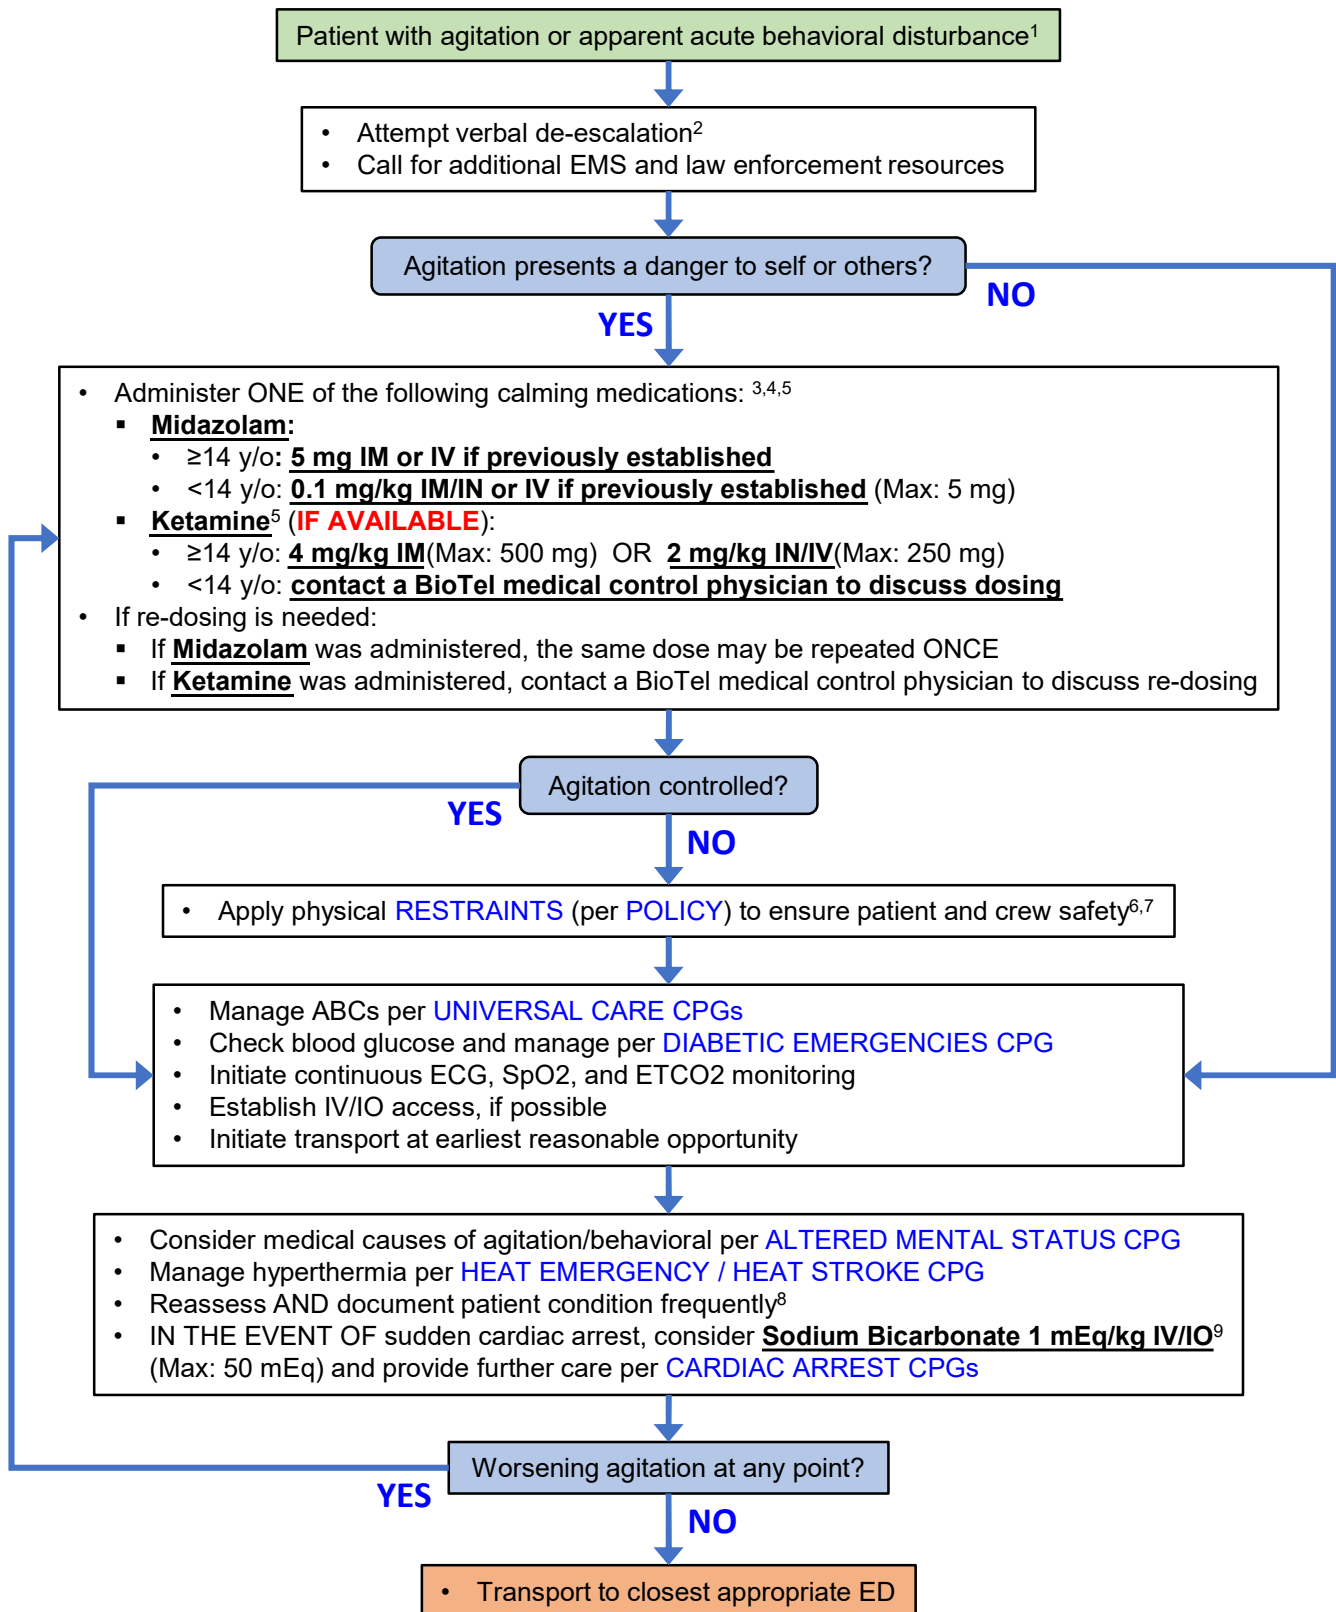 Patient with agitation or apparent acute behavioral disturbance1
• Attempt verbal de-escalation2
• Call for additional EMS and law enforcement resources
Agitation presents a danger to self or others?
NO
YES
• Administer ONE of the following calming medications: 3,4,5
▪ Midazolam:
• ≥14 y/o: 5 mg IM or IV if previously established
• <14 y/o: 0.1 mg/kg IM/IN or IV if previously established (Max: 5 mg)
▪ Ketamine5 (IF AVAILABLE):
• ≥14 y/o: 4 mg/kg IM(Max: 500 mg) OR 2 mg/kg IN/IV(Max: 250 mg)
• <14 y/o: contact a BioTel medical control physician to discuss dosing
• If re-dosing is needed:
▪ If Midazolam was administered, the same dose may be repeated ONCE
▪ If Ketamine was administered, contact a BioTel medical control physician to discuss re-dosing
Agitation controlled?
YES
NO
• Apply physical RESTRAINTS (per POLICY) to ensure patient and crew safety6,7
• Manage ABCs per UNIVERSAL CARE CPGs
• Check blood glucose and manage per DIABETIC EMERGENCIES CPG
• Initiate continuous ECG, SpO2, and ETCO2 monitoring
• Establish IV/IO access, if possible
• Initiate transport at earliest reasonable opportunity
• Consider medical causes of agitation/behavioral per ALTERED MENTAL STATUS CPG
• Manage hyperthermia per HEAT EMERGENCY / HEAT STROKE CPG
• Reassess AND document patient condition frequently8
• IN THE EVENT OF sudden cardiac arrest, consider Sodium Bicarbonate 1 mEq/kg IV/IO9
(Max: 50 mEq) and provide further care per CARDIAC ARREST CPGs
Worsening agitation at any point?
YES
NO
• Transport to closest appropriate ED